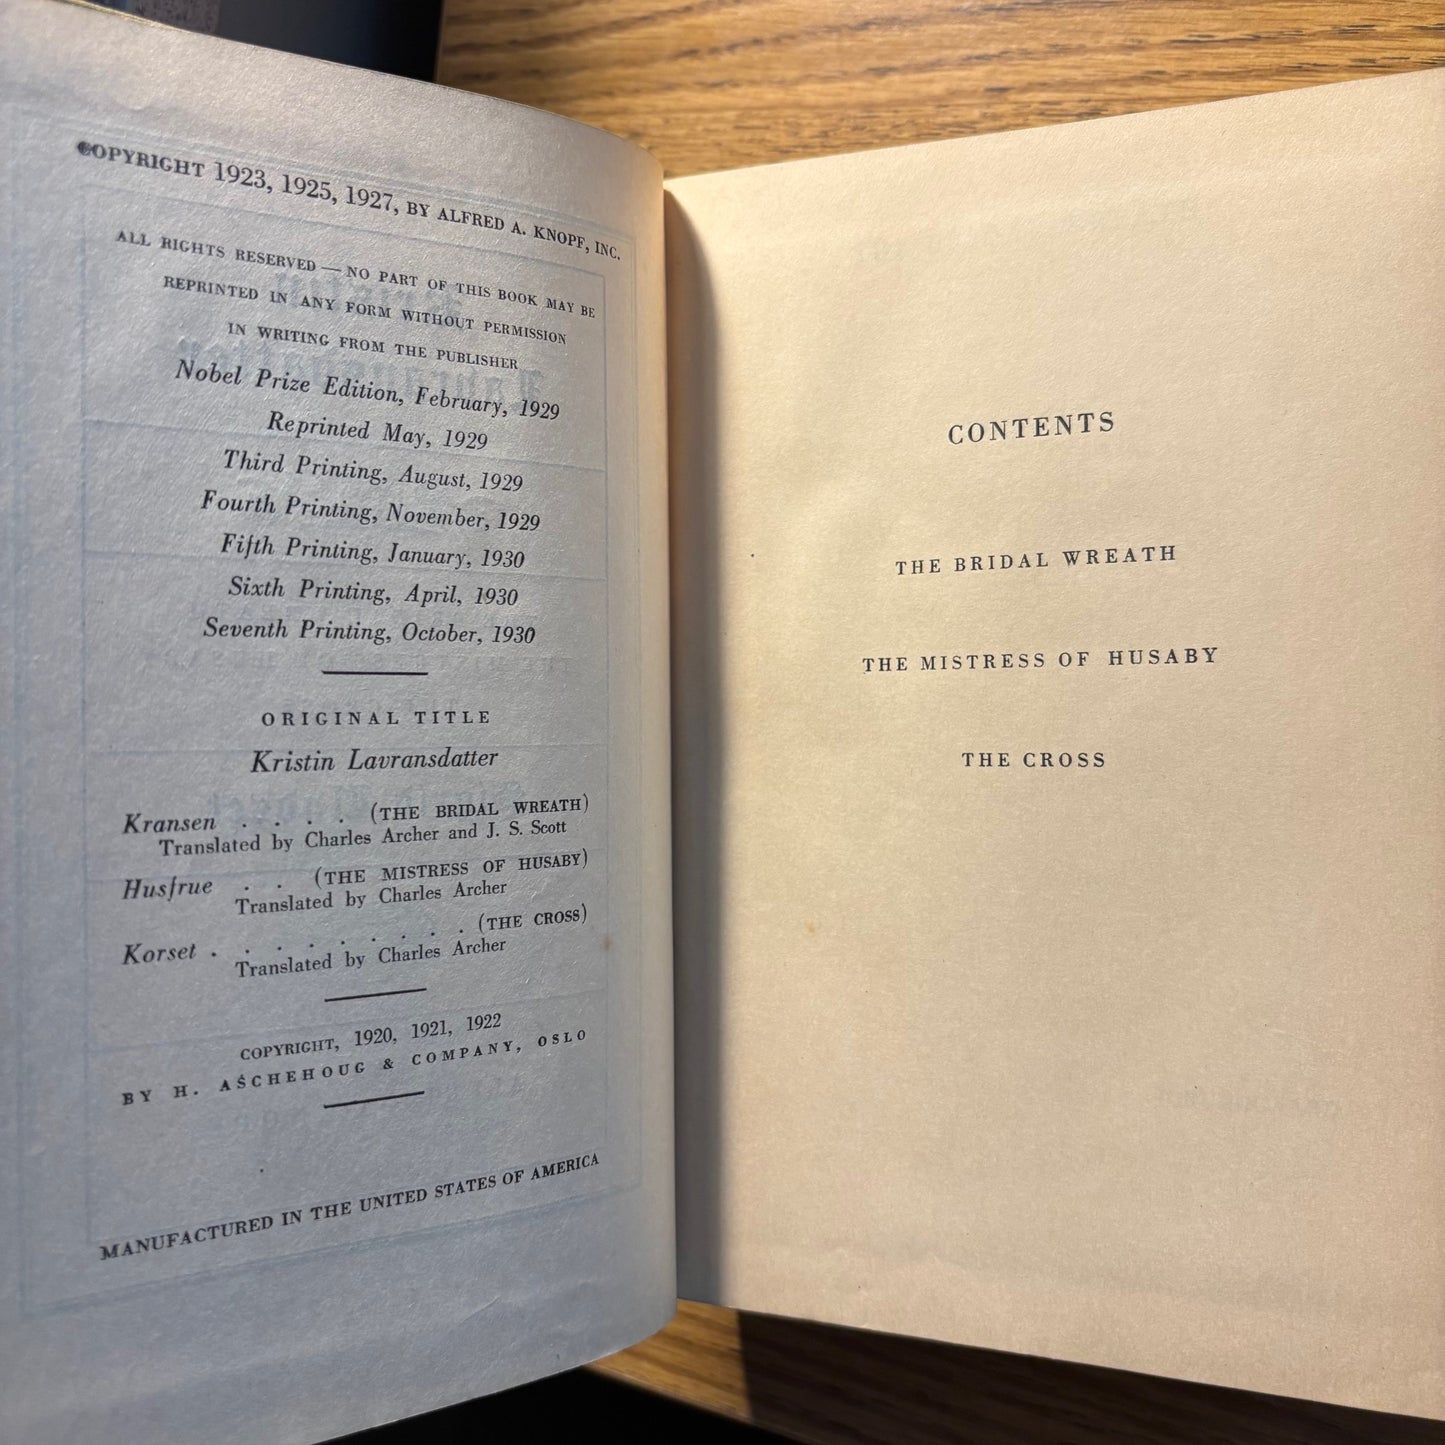 COPYRIGHT 1923, 1925, 1927, BY ALFRED A. KNOPF, INC.
ALL RIGHTS RESERVED — NO PART OF THIS BOOK MAY BE
REPRINTED IN ANY FORM WITHOUT PERMISSION
IN WRITING FROM THE PUBLISHER
Nobel Prize Edition, February, 1929
Reprinted May, 1929
Third Printing, August, 1929
Fourth Printing, November, 1929
Fifth Printing, January, 1930
Sixth Printing, April, 1930
Seventh Printing, October, 1930
ORIGINAL TITLE
Kristin Lavransdatter
Kransen . . . . (THE BRIDAL WREATH)
Translated by Charles Archer and J. S. Scott
Husfrue . . (THE MISTRESS OF HUSABY)
Translated by Charles Archer
Korset . . . . . . . . . (THE CROSS)
Translated by Charles Archer
COPYRIGHT, 1920, 1921, 1922
BY H. ASCHEHOUG & COMPANY, OSLO
MANUFACTURED IN THE UNITED STATES OF AMERICA
CONTENTS
THE BRIDAL WREATH
THE MISTRESS OF HUSABY
THE CROSS